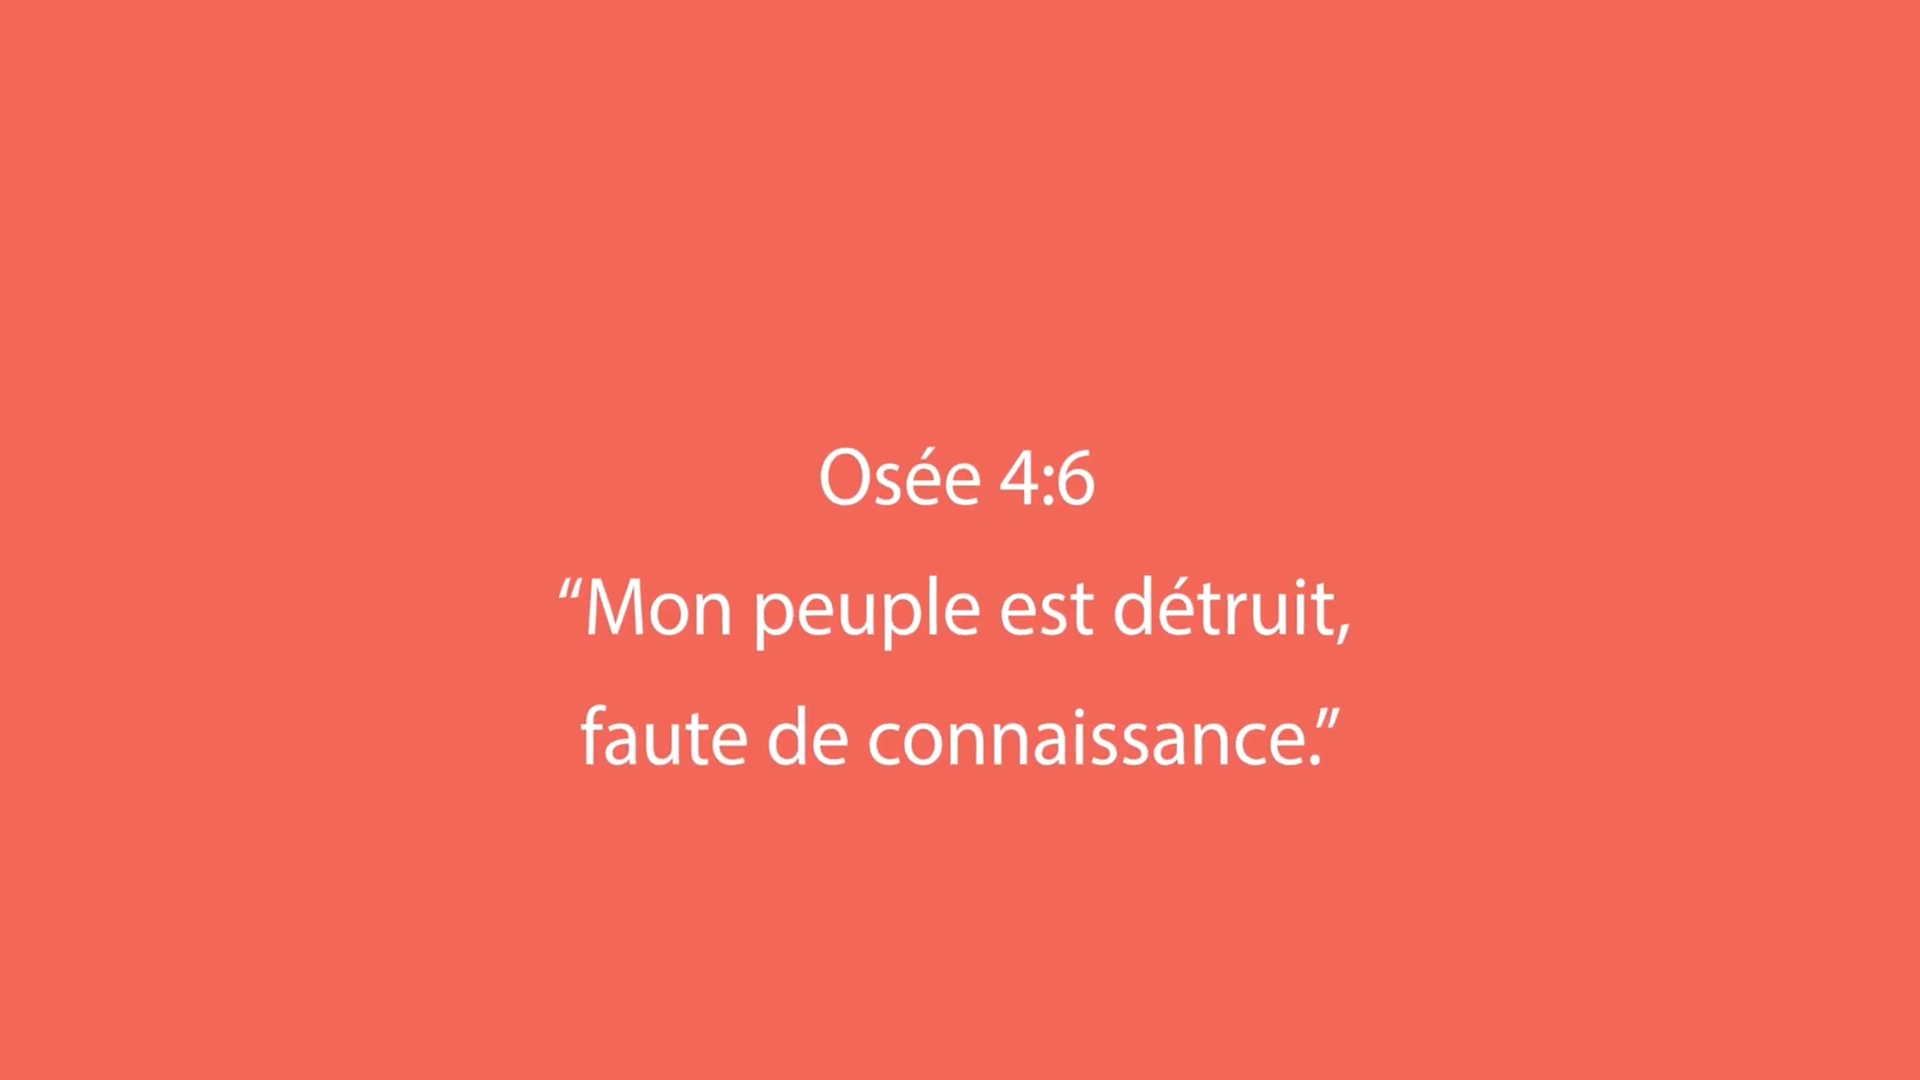 Osée 4:6
“Mon peuple est détruit,
faute de connaissance.”